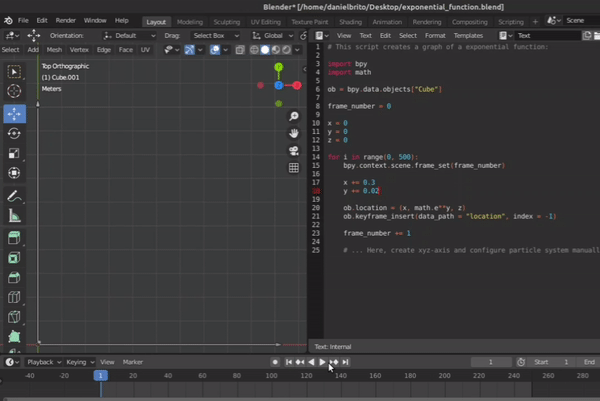 Blender* [/home/danielbrito/Desktop/exponential_function.blend]
File Edit Render Window Help Layout Modeling Sculpting UV Editing Texture Paint Shading Animation Rendering Compositing Scripting Scene
Orientation: Default Drag: Select Box Global View Text Edit Select Format Templates Text
Select Add Mesh Vertex Edge Face UV
Top Orthographic
(1) Cube.001
Meters
Y
1 # This script creates a graph of a exponential function:
2
3 import bpy
4 import math
5
6 ob = bpy.data.objects["Cube"]
7
8 frame_number = 0
9
10 x = 0
11 y = 0
12 z = 0
13
14 for i in range(0, 500):
15 bpy.context.scene.frame_set(frame_number)
16
17 x += 0.3
18 y += 0.02
19
20 ob.location = (x, math.e**y, z)
21 ob.keyframe_insert(data_path = "location", index = -1)
22
23 frame_number += 1
24
25 # ... Here, create xyz-axis and configure particle system manuall
Text: Internal
Playback Keying View Marker 1 Start 1 End
-40 -20 1 20 40 60 80 100 120 140 160 180 200 220 240 260 280